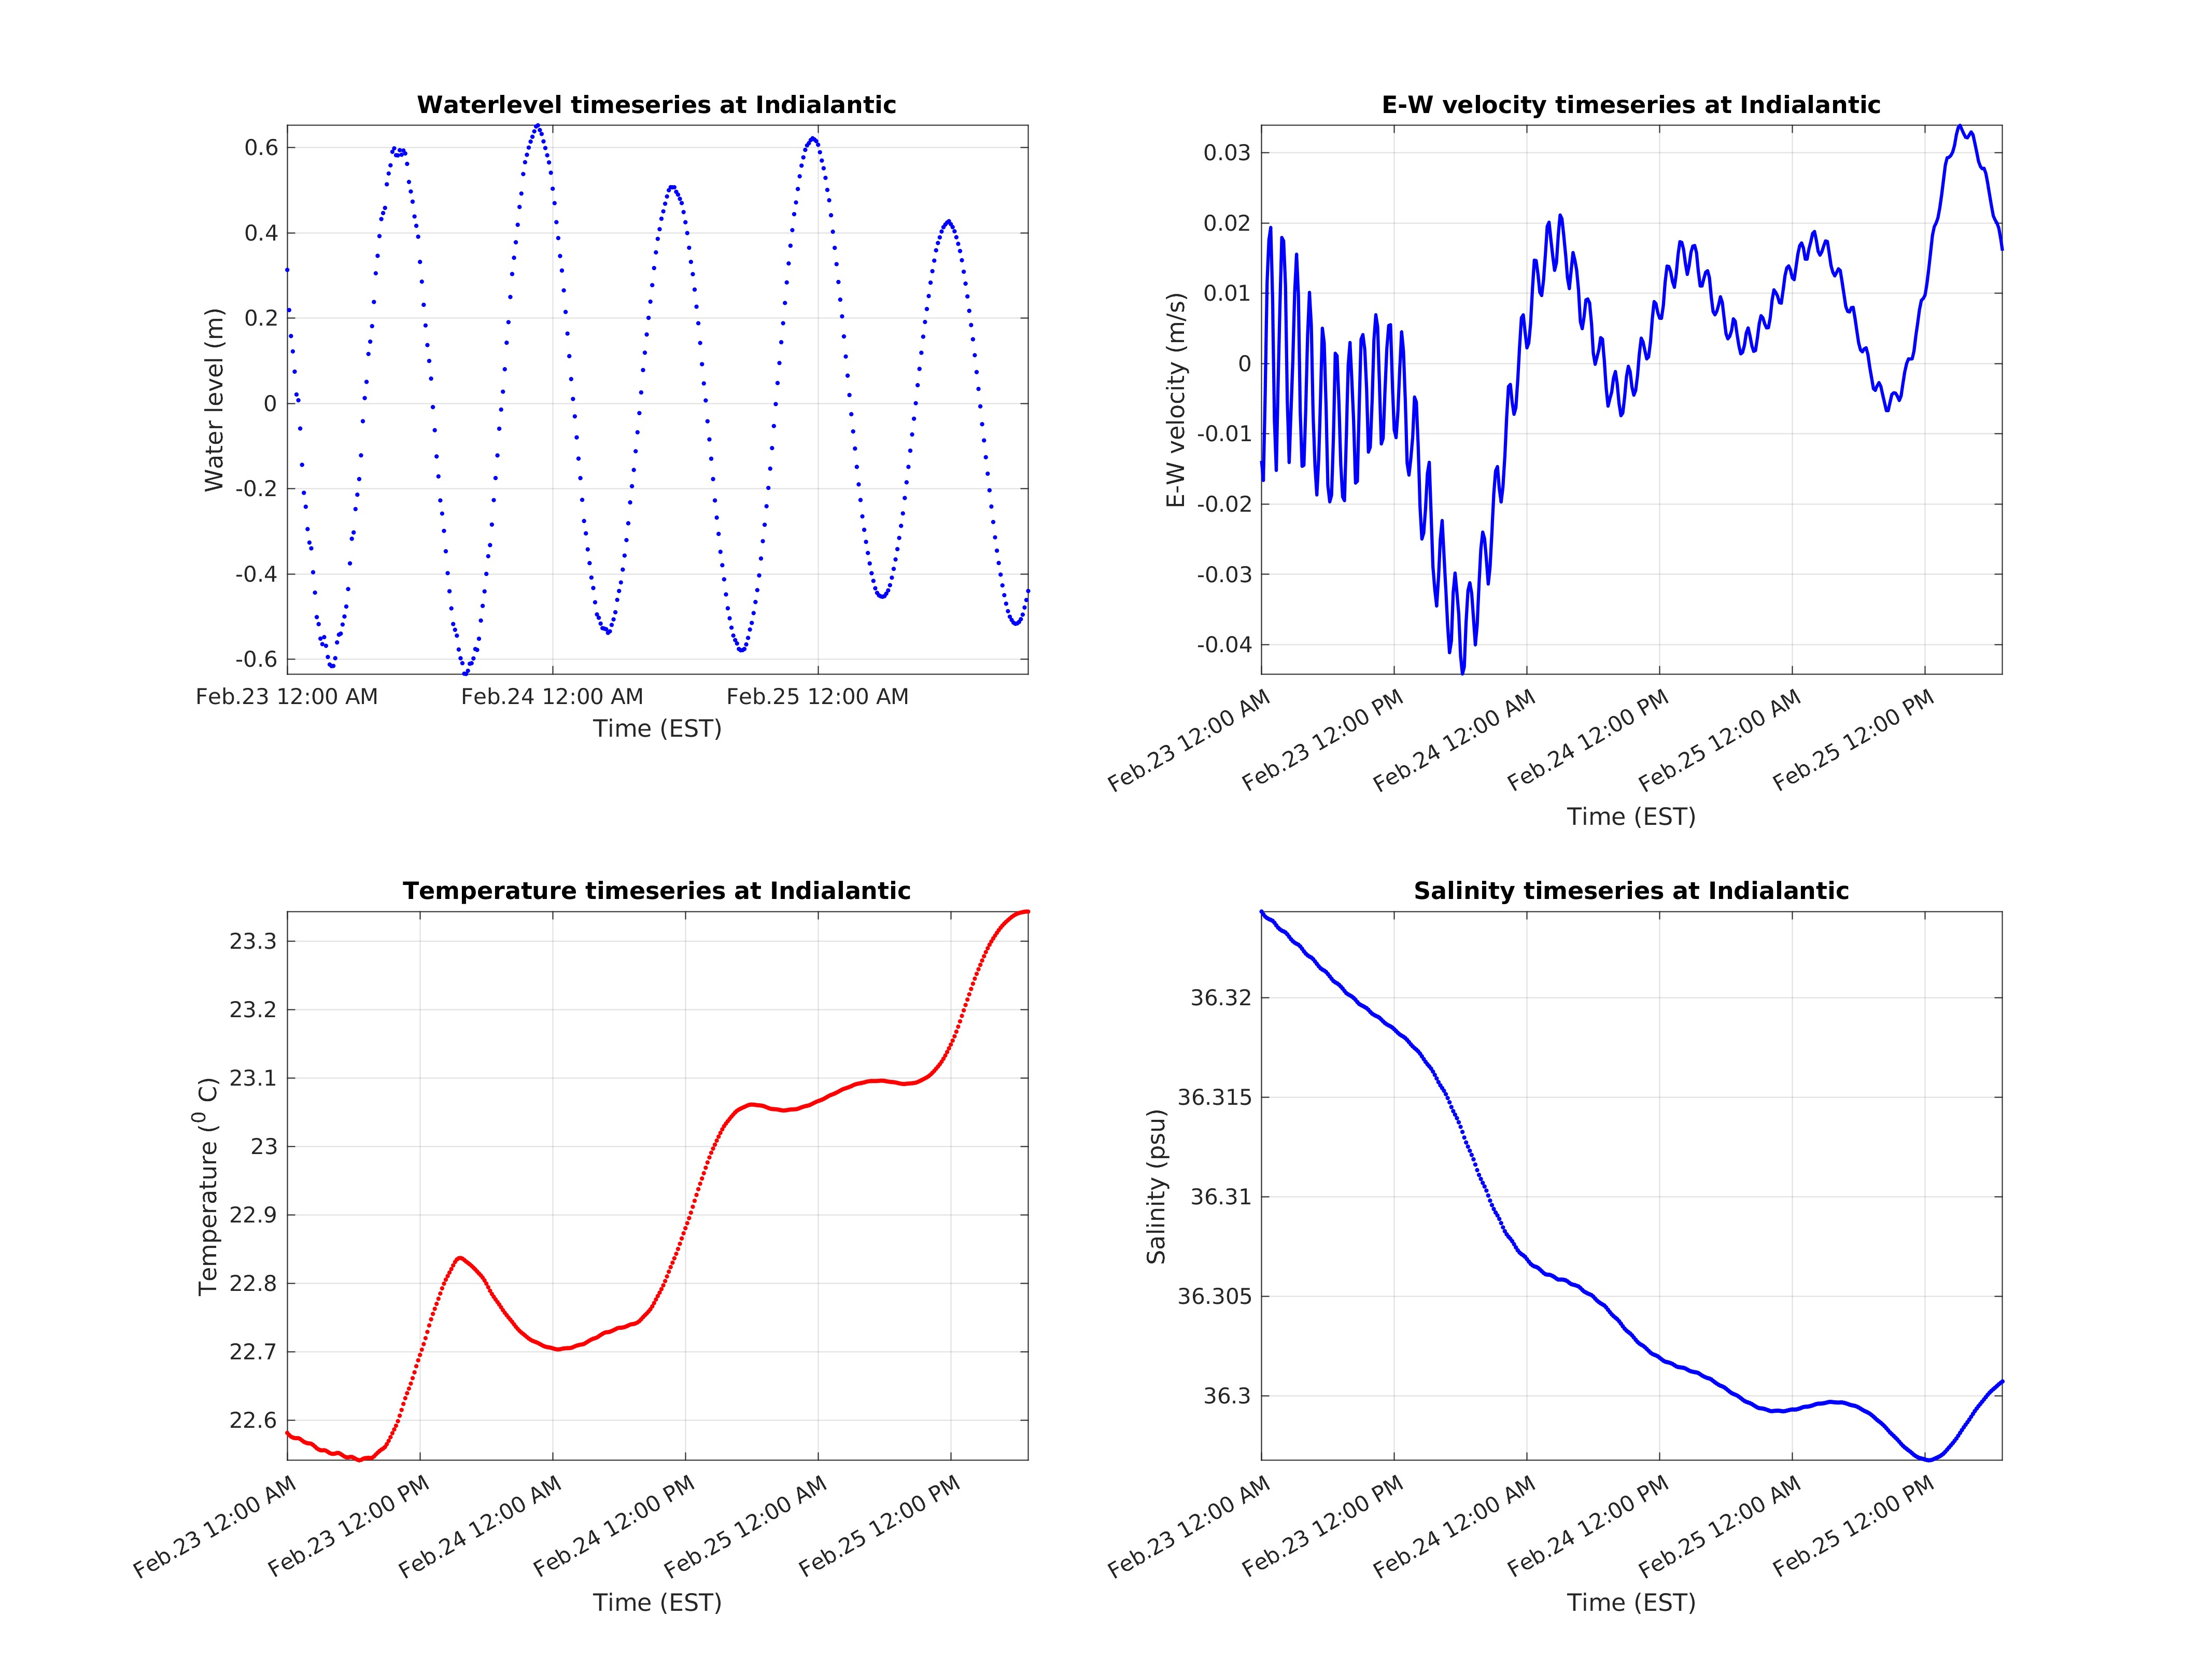 Waterlevel timeseries at Indialantic
0.6
0.4
0.2
0
-0.2
-0.4
-0.6
Water level (m)
Feb.23 12:00 AM
Feb.24 12:00 AM
Feb.25 12:00 AM
Time (EST)
E-W velocity timeseries at Indialantic
0.03
0.02
0.01
0
-0.01
-0.02
-0.03
-0.04
E-W velocity (m/s)
Feb.23 12:00 AM
Feb.23 12:00 PM
Feb.24 12:00 AM
Feb.24 12:00 PM
Feb.25 12:00 AM
Feb.25 12:00 PM
Time (EST)
Temperature timeseries at Indialantic
23.3
23.2
23.1
23
22.9
22.8
22.7
22.6
Temperature (⁰ C)
Feb.23 12:00 AM
Feb.23 12:00 PM
Feb.24 12:00 AM
Feb.24 12:00 PM
Feb.25 12:00 AM
Feb.25 12:00 PM
Time (EST)
Salinity timeseries at Indialantic
36.32
36.315
36.31
36.305
36.3
Salinity (psu)
Feb.23 12:00 AM
Feb.23 12:00 PM
Feb.24 12:00 AM
Feb.24 12:00 PM
Feb.25 12:00 AM
Feb.25 12:00 PM
Time (EST)